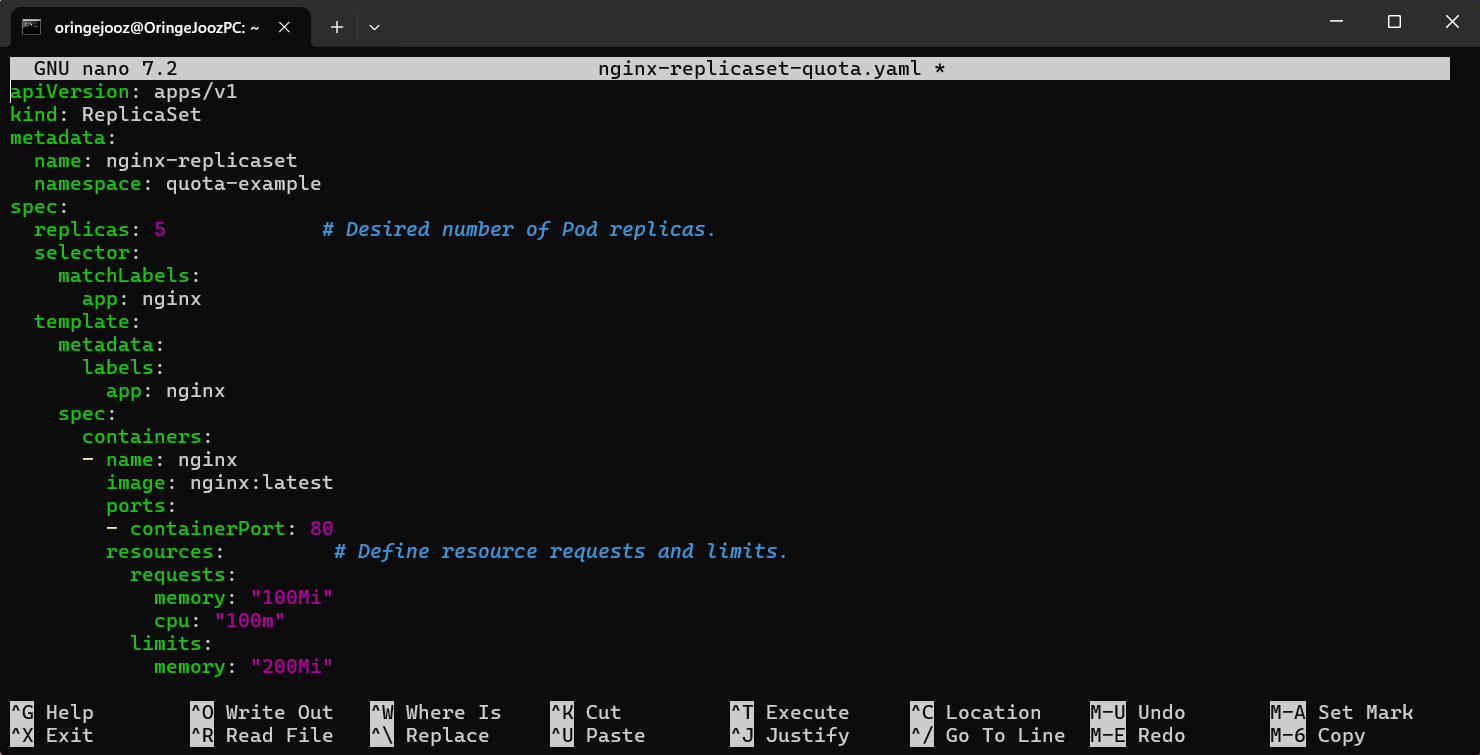 oringejooz@OringeJoozPC: ~
GNU nano 7.2 nginx-replicaset-quota.yaml *
apiVersion: apps/v1
kind: ReplicaSet
metadata:
  name: nginx-replicaset
  namespace: quota-example
spec:
  replicas: 5             # Desired number of Pod replicas.
  selector:
    matchLabels:
      app: nginx
  template:
    metadata:
      labels:
        app: nginx
    spec:
      containers:
      - name: nginx
        image: nginx:latest
        ports:
        - containerPort: 80
        resources:         # Define resource requests and limits.
          requests:
            memory: "100Mi"
            cpu: "100m"
          limits:
            memory: "200Mi"
^G Help ^O Write Out ^W Where Is ^K Cut ^T Execute ^C Location M-U Undo M-A Set Mark
^X Exit ^R Read File ^\ Replace ^U Paste ^J Justify ^/ Go To Line M-E Redo M-6 Copy